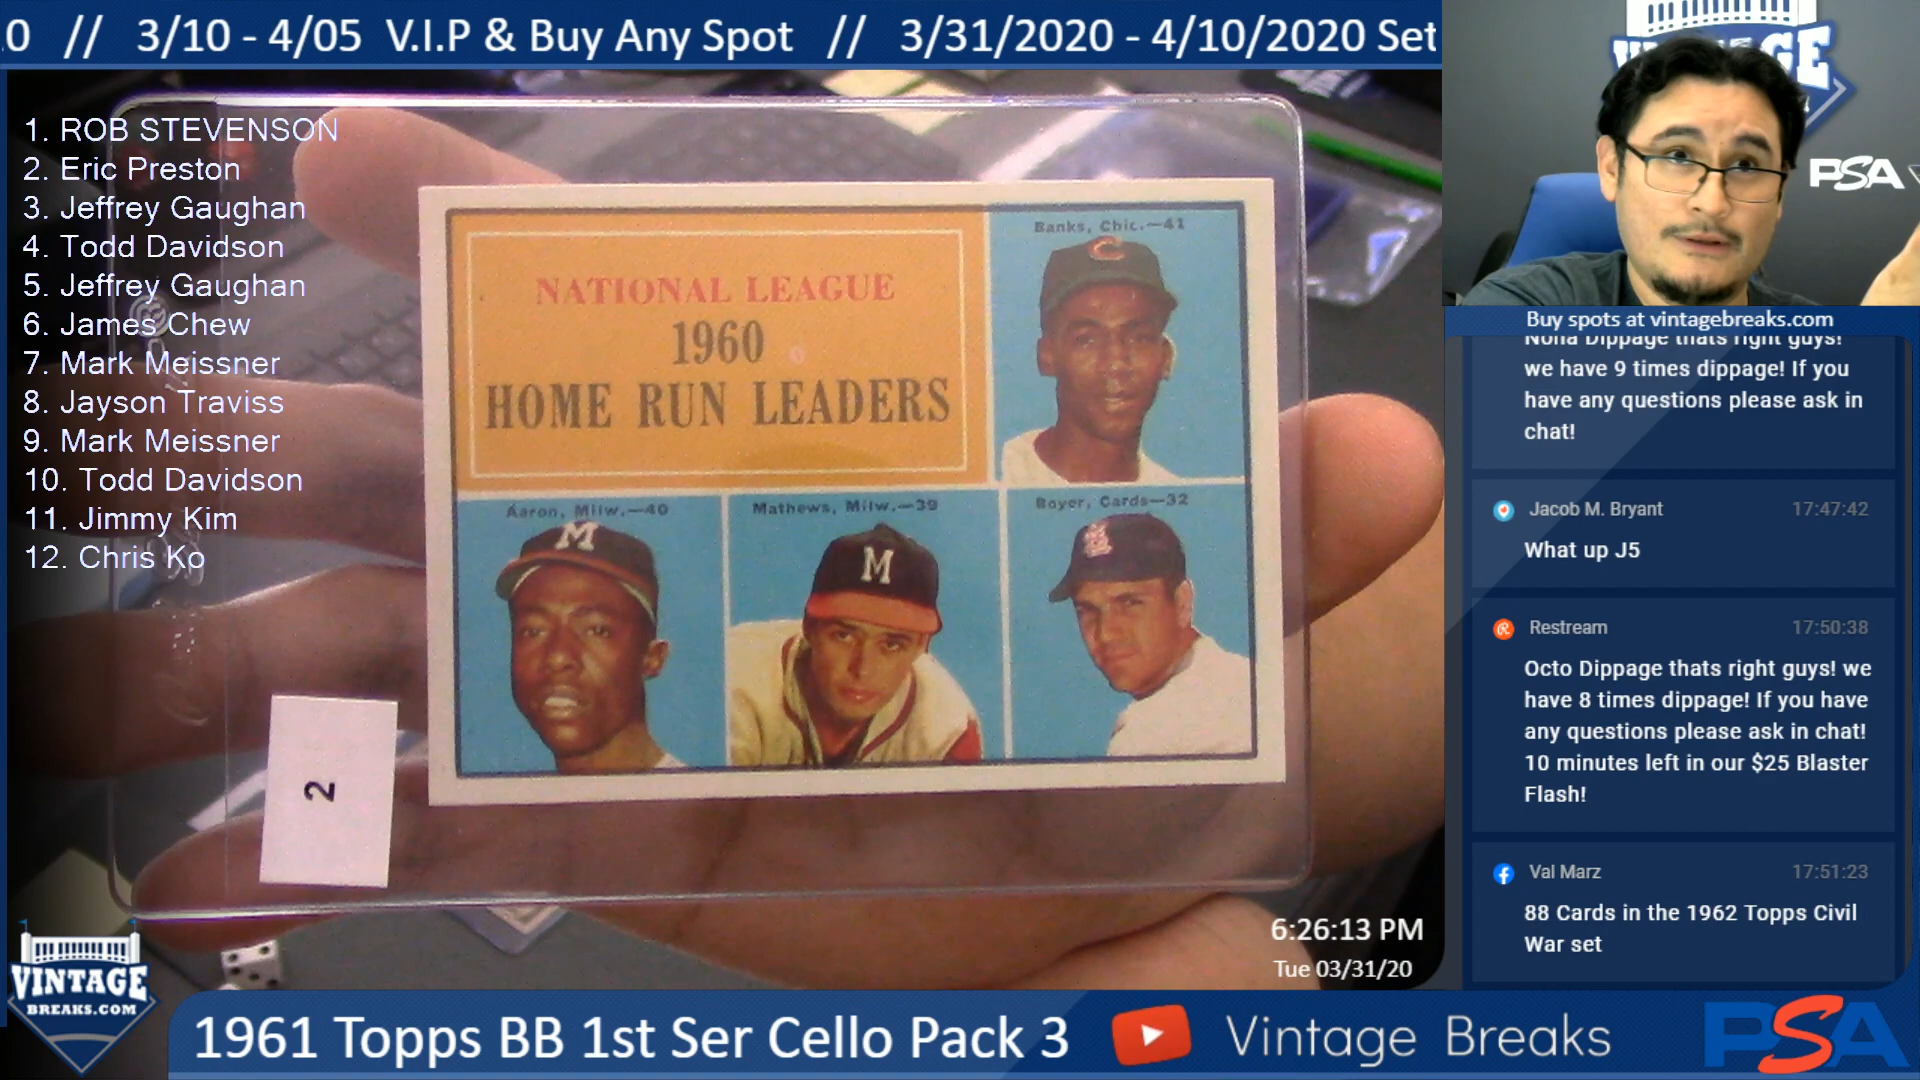 .0 // 3/10 - 4/05 V.I.P & Buy Any Spot // 3/31/2020 - 4/10/2020 Set
1. ROB STEVENSON
2. Eric Preston
3. Jeffrey Gaughan
4. Todd Davidson
5. Jeffrey Gaughan
6. James Chew
7. Mark Meissner
8. Jayson Traviss
9. Mark Meissner
10. Todd Davidson
11. Jimmy Kim
12. Chris Ko
NATIONAL LEAGUE
1960
HOME RUN LEADERS
Banks, Chic.—41
C
Aaron, Milw.—40
M
Mathews, Milw.—39
M
Boyer, Cards—32
2
PSA
Buy spots at vintagebreaks.com
Nona Dippage thats right guys!
we have 9 times dippage! If you
have any questions please ask in
chat!
Jacob M. Bryant 17:47:42
What up J5
Restream 17:50:38
Octo Dippage thats right guys! we
have 8 times dippage! If you have
any questions please ask in chat!
10 minutes left in our $25 Blaster
Flash!
Val Marz 17:51:23
88 Cards in the 1962 Topps Civil
War set
6:26:13 PM
Tue 03/31/20
VINTAGE
BREAKS.COM
1961 Topps BB 1st Ser Cello Pack 3
Vintage Breaks
PSA